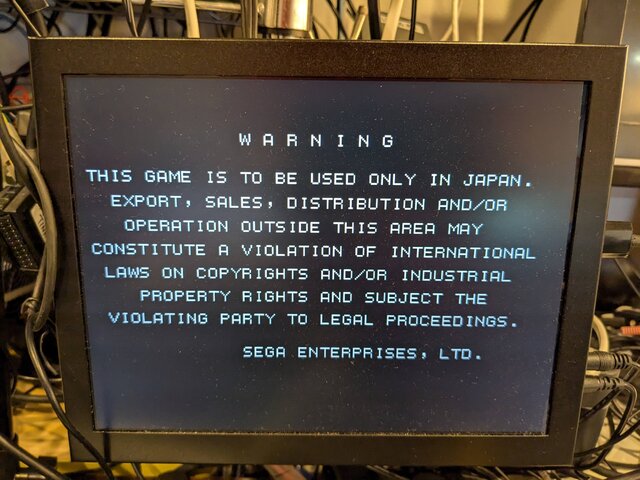 WARNING
THIS GAME IS TO BE USED ONLY IN JAPAN.
EXPORT, SALES, DISTRIBUTION AND/OR
OPERATION OUTSIDE THIS AREA MAY
CONSTITUTE A VIOLATION OF INTERNATIONAL
LAWS ON COPYRIGHTS AND/OR INDUSTRIAL
PROPERTY RIGHTS AND SUBJECT THE
VIOLATING PARTY TO LEGAL PROCEEDINGS.
SEGA ENTERPRISES, LTD.